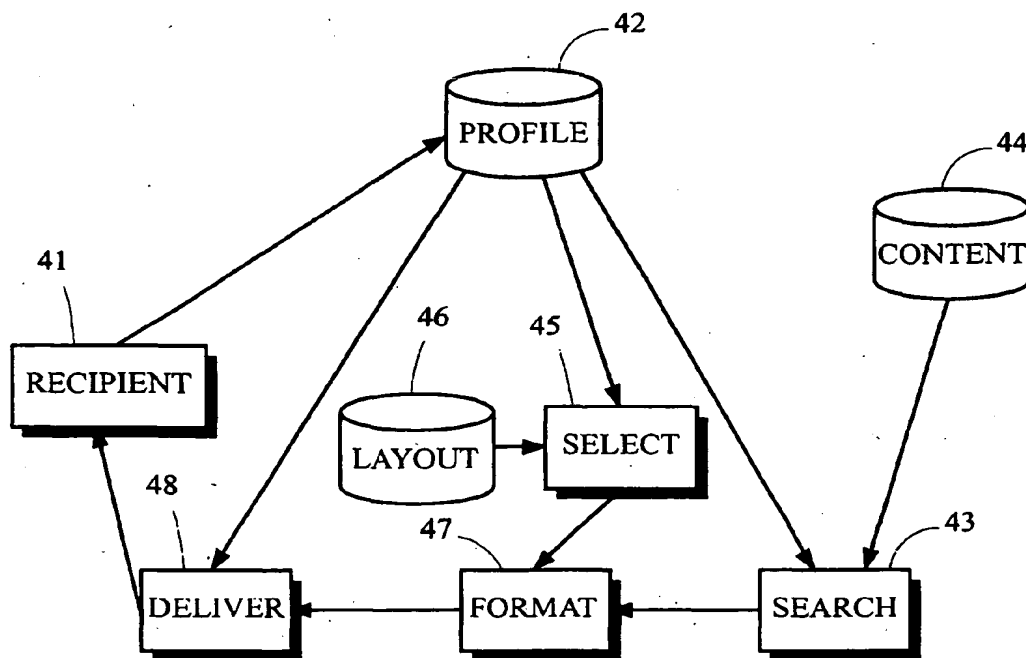 42
PROFILE
44
CONTENT
41
RECIPIENT
46
LAYOUT
45
SELECT
48
DELIVER
47
FORMAT
43
SEARCH